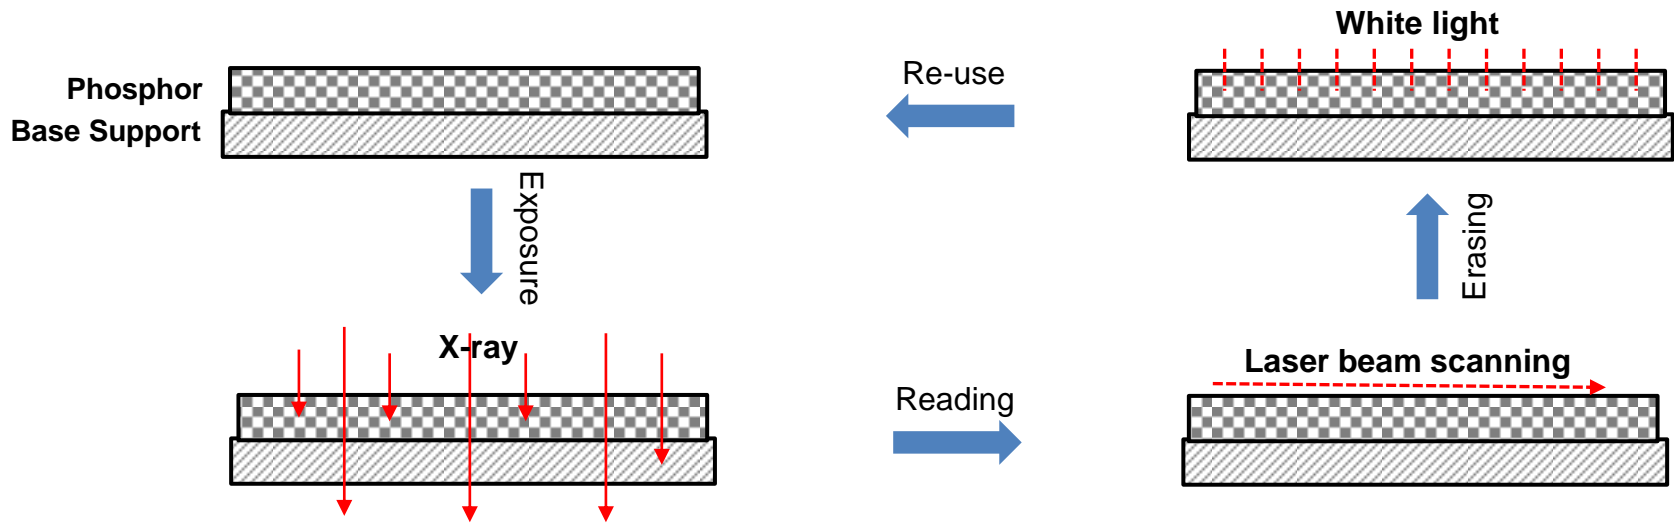 White light
Re-use
Phosphor
Base Support
Exposure
Erasing
X-ray
Laser beam scanning
Reading